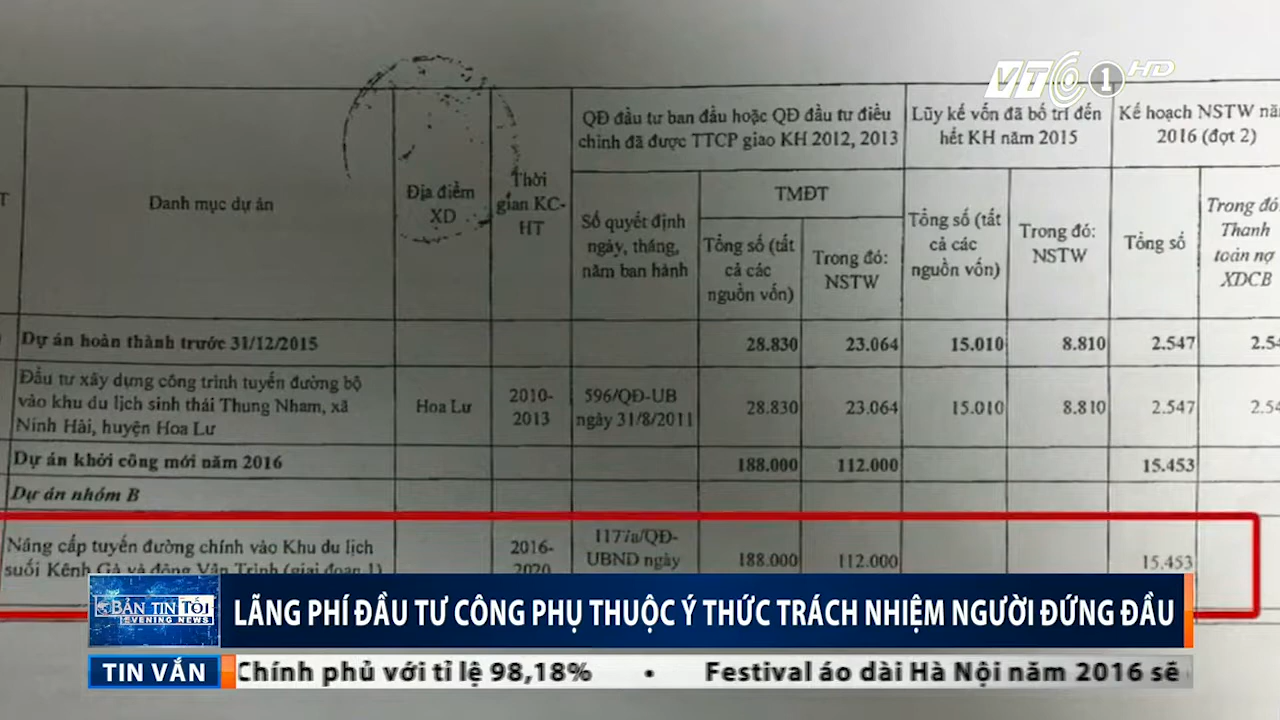 VTC 1 HD
QĐ đầu tư ban đầu hoặc QĐ đầu tư điều
chỉnh đã được TTCP giao KH 2012, 2013
Lũy kế vốn đã bố trí đến
hết KH năm 2015
Kế hoạch NSTW
2016 (đợt 2)
Danh mục dự án
Địa điểm
XD
Thời
gian KC-
HT
Số quyết định
ngày, tháng,
năm ban hành
TMĐT
Tổng số (tất
cả các
nguồn vốn)
Trong đó:
NSTW
Tổng số (tất
cả các
nguồn vốn)
Trong đó:
NSTW
Tổng số
Trong đó
Thanh
toán nợ
XDCB
Dự án hoàn thành trước 31/12/2015 28.830 23.064 15.010 8.810 2.547
Đầu tư xây dựng công trình tuyến đường bộ
vào khu du lịch sinh thái Thung Nham, xã
Ninh Hải, huyện Hoa Lư
Hoa Lư
2010-
2013
596/QĐ-UB
ngày 31/8/2011
28.830 23.064 15.010 8.810 2.547
Dự án khởi công mới năm 2016 188.000 112.000 15.453
Dự án nhóm B
Nâng cấp tuyến đường chính vào Khu du lịch
suối Kênh Gà và động Vân Trình (giai đoạn 1)
2016-
2020
1177a/QĐ-
UBND ngày
188.000 112.000 15.453
BẢN TIN TỐI
EVENING NEWS
LÃNG PHÍ ĐẦU TƯ CÔNG PHỤ THUỘC Ý THỨC TRÁCH NHIỆM NGƯỜI ĐỨNG ĐẦU
TIN VẮN
Chính phủ với tỉ lệ 98,18% • Festival áo dài Hà Nội năm 2016 sẽ